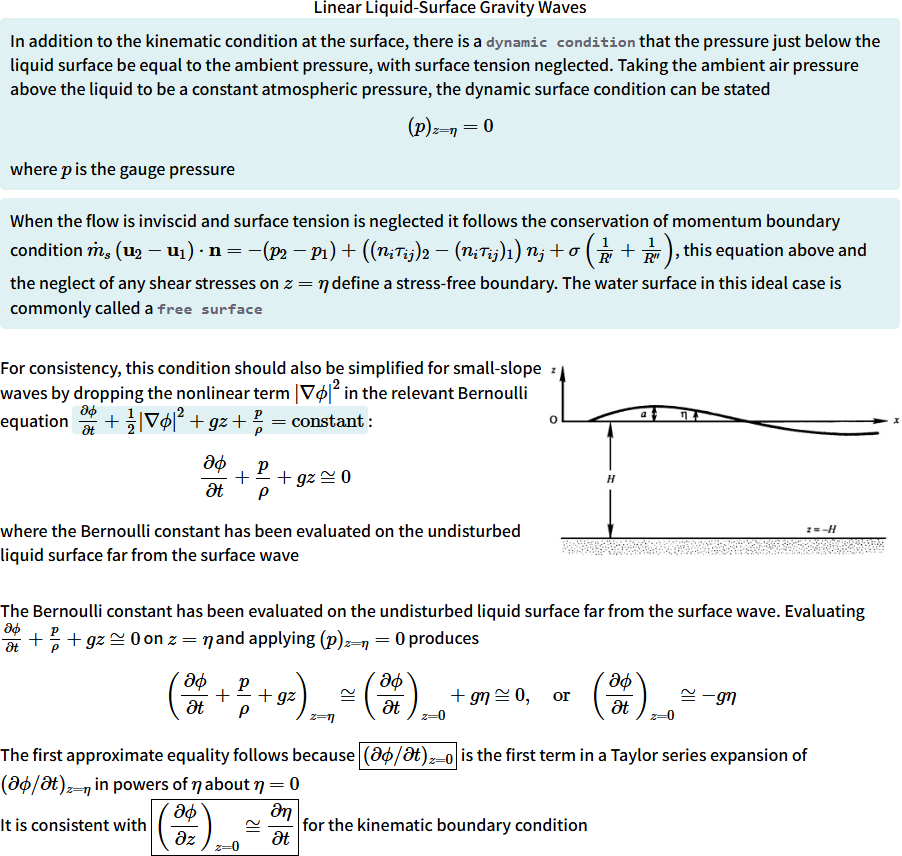 Linear Liquid-Surface Gravity Waves
In addition to the kinematic condition at the surface, there is a dynamic condition that the pressure just below the
liquid surface be equal to the ambient pressure, with surface tension neglected. Taking the ambient air pressure
above the liquid to be a constant atmospheric pressure, the dynamic surface condition can be stated
$(p)_{z=\eta} = 0$
where $p$ is the gauge pressure
When the flow is inviscid and surface tension is neglected it follows the conservation of momentum boundary
condition $\dot{m}_s (\mathbf{u}_2 - \mathbf{u}_1) \cdot \mathbf{n} = -(p_2 - p_1) + ((n_i \tau_{ij})_2 - (n_i \tau_{ij})_1) n_j + \sigma \left( \frac{1}{R'} + \frac{1}{R''} \right)$, this equation above and
the neglect of any shear stresses on $z = \eta$ define a stress-free boundary. The water surface in this ideal case is
commonly called a free surface
For consistency, this condition should also be simplified for small-slope
waves by dropping the nonlinear term $|\nabla \phi|^2$ in the relevant Bernoulli
equation $\frac{\partial \phi}{\partial t} + \frac{1}{2} |\nabla \phi|^2 + gz + \frac{p}{\rho} = \text{constant}$:
$\frac{\partial \phi}{\partial t} + \frac{p}{\rho} + gz \cong 0$
where the Bernoulli constant has been evaluated on the undisturbed
liquid surface far from the surface wave
z
O
a
η
x
H
z = –H
The Bernoulli constant has been evaluated on the undisturbed liquid surface far from the surface wave. Evaluating
$\frac{\partial \phi}{\partial t} + \frac{p}{\rho} + gz \cong 0$ on $z = \eta$ and applying $(p)_{z=\eta} = 0$ produces
$\left( \frac{\partial \phi}{\partial t} + \frac{p}{\rho} + gz \right)_{z=\eta} \cong \left( \frac{\partial \phi}{\partial t} \right)_{z=0} + g\eta \cong 0, \quad \text{or} \quad \left( \frac{\partial \phi}{\partial t} \right)_{z=0} \cong -g\eta$
The first approximate equality follows because $(\partial \phi / \partial t)_{z=0}$ is the first term in a Taylor series expansion of
$(\partial \phi / \partial t)_{z=\eta}$ in powers of $\eta$ about $\eta = 0$
It is consistent with $\left( \frac{\partial \phi}{\partial z} \right)_{z=0} \cong \frac{\partial \eta}{\partial t}$ for the kinematic boundary condition